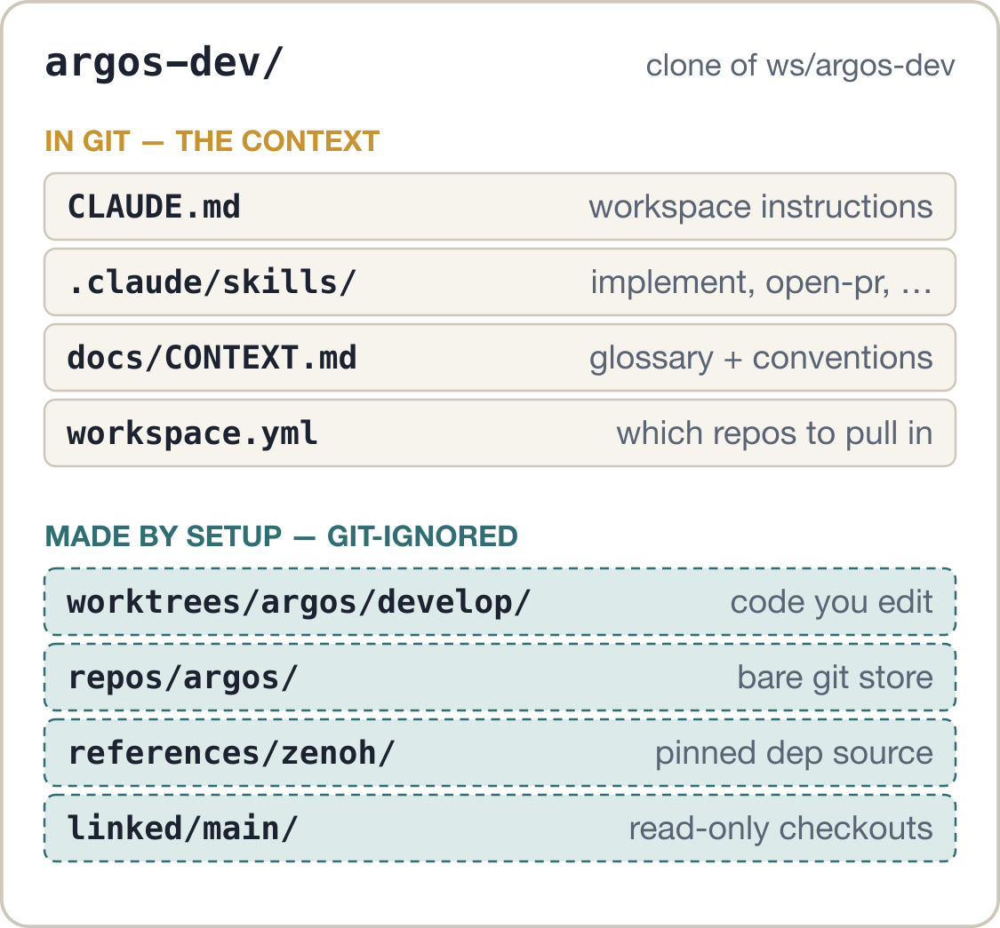 argos-dev/ clone of ws/argos-dev
IN GIT — THE CONTEXT
CLAUDE.md workspace instructions
.claude/skills/ implement, open-pr, …
docs/CONTEXT.md glossary + conventions
workspace.yml which repos to pull in
MADE BY SETUP — GIT-IGNORED
worktrees/argos/develop/ code you edit
repos/argos/ bare git store
references/zenoh/ pinned dep source
linked/main/ read-only checkouts